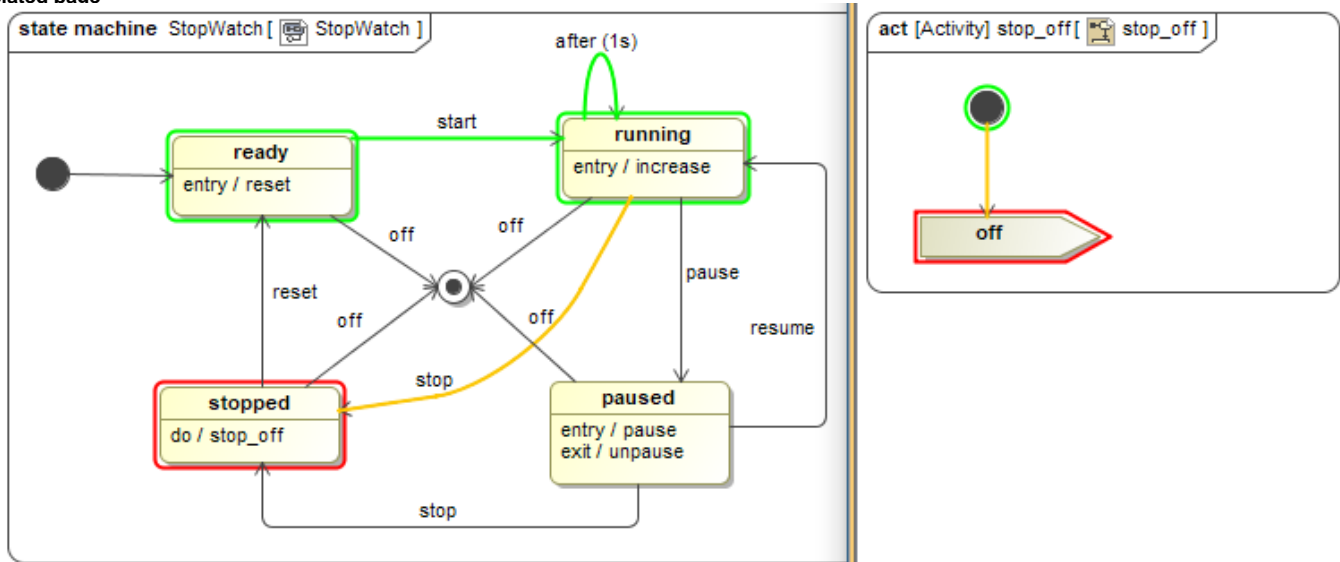 state machine StopWatch [ StopWatch ]
after (1s)
start
ready
entry / reset
running
entry / increase
off
off
pause
reset
off
off
resume
stop
stopped
do / stop_off
paused
entry / pause
exit / unpause
stop
act [Activity] stop_off [ stop_off ]
off